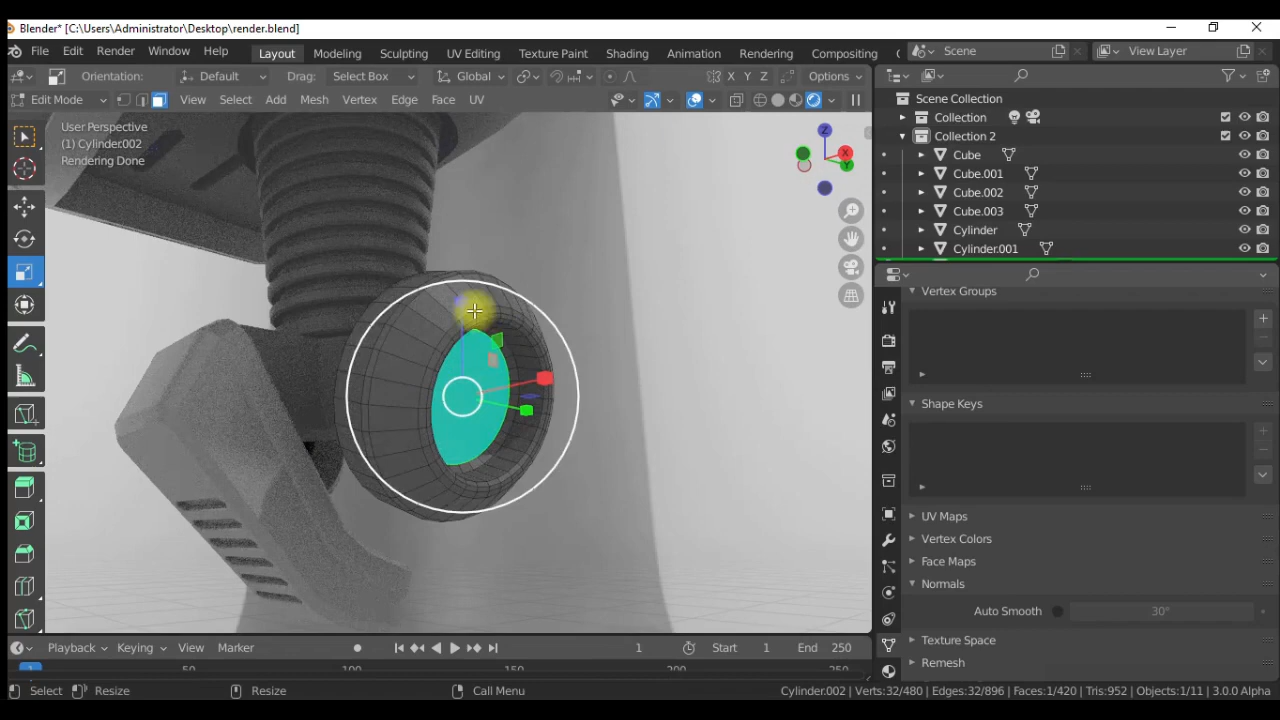 Blender* [C:\Users\Administrator\Desktop\render.blend]
File Edit Render Window Help Layout Modeling Sculpting UV Editing Texture Paint Shading Animation Rendering Compositing Scene View Layer
Orientation: Default Drag: Select Box Global X Y Z Options
Edit Mode View Select Add Mesh Vertex Edge Face UV
User Perspective
(1) Cylinder.002
Rendering Done
Z
X
Y
Scene Collection
Collection
Collection 2
Cube
Cube.001
Cube.002
Cube.003
Cylinder
Cylinder.001
Vertex Groups
Shape Keys
UV Maps
Vertex Colors
Face Maps
Normals
Auto Smooth 30°
Texture Space
Remesh
Playback Keying View Marker 1 Start 1 End 250
1 50 100 150 200 250
Select Resize Resize Call Menu Cylinder.002 | Verts:32/480 | Edges:32/896 | Faces:1/420 | Tris:952 | Objects:1/11 | 3.0.0 Alpha